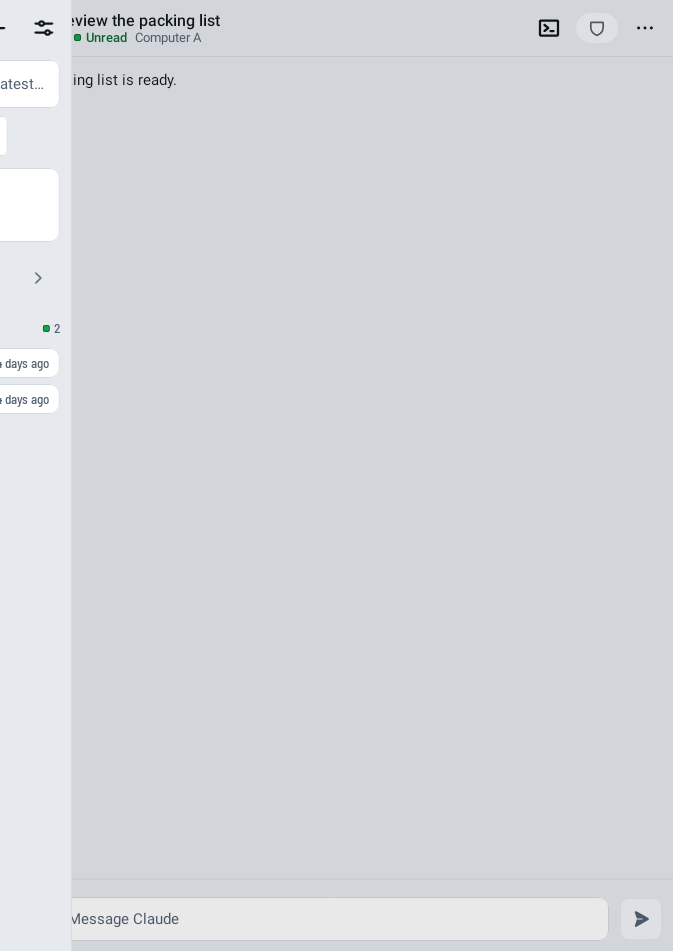 eview the packing list
Unread Computer A
ing list is ready.
atest...
2
days ago
days ago
Message Claude